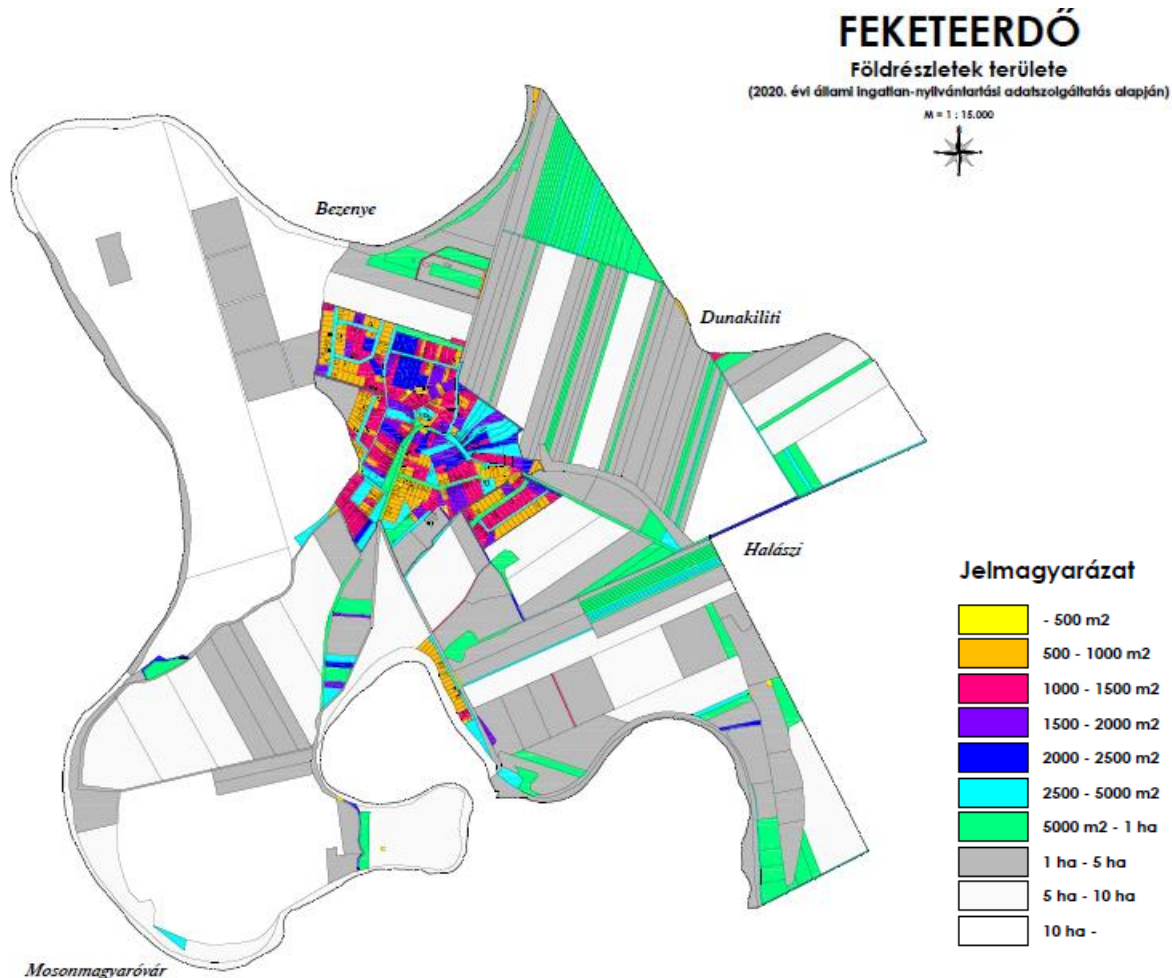 FEKETEERDŐ
Földrészletek területe
(2020. évi állami ingatlan-nyilvántartási adatszolgáltatás alapján)
M = 1 : 15.000
Bezenye
Dunakiliti
Halászi
Mosonmagyaróvár
Jelmagyarázat
- 500 m2
500 - 1000 m2
1000 - 1500 m2
1500 - 2000 m2
2000 - 2500 m2
2500 - 5000 m2
5000 m2 - 1 ha
1 ha - 5 ha
5 ha - 10 ha
10 ha -